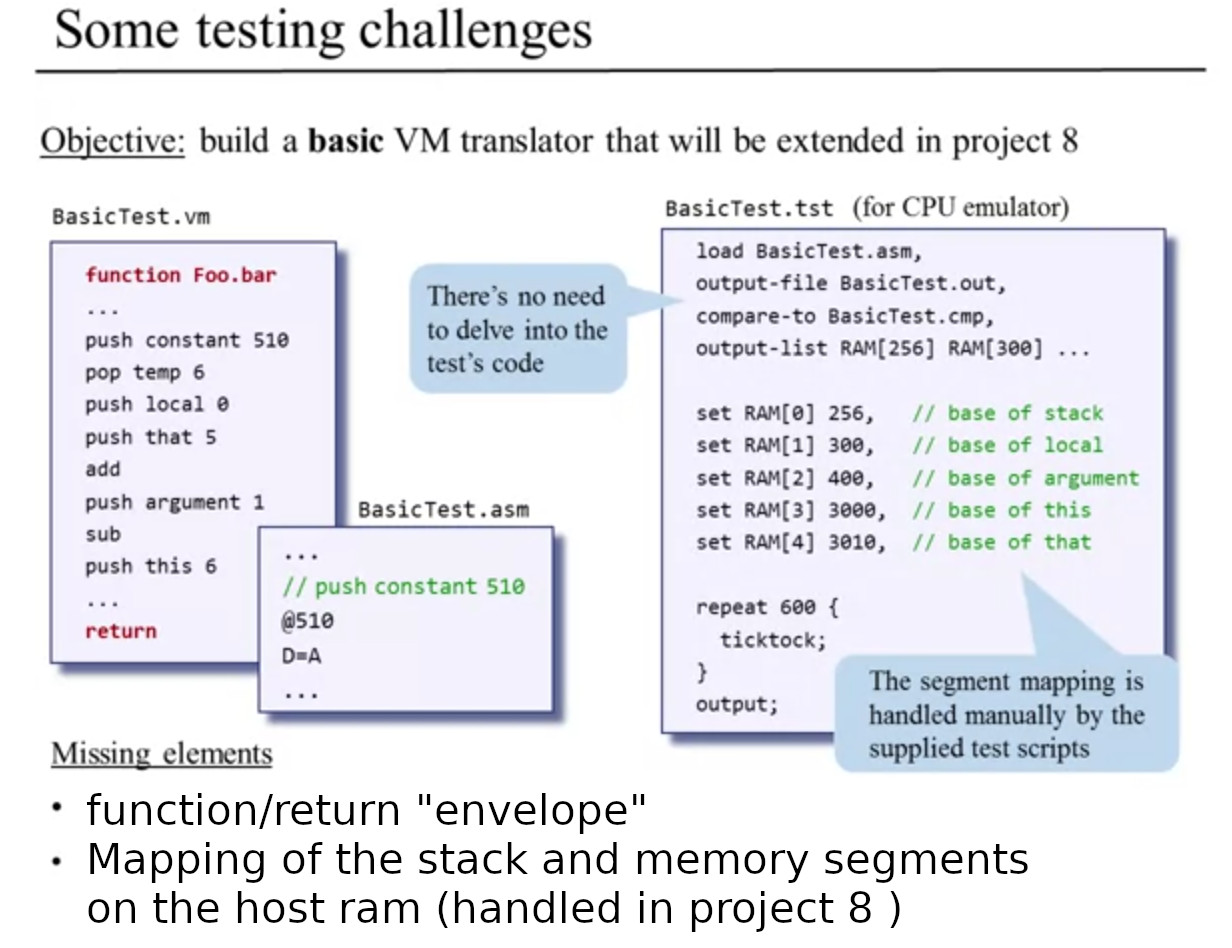 Some testing challenges
Objective: build a basic VM translator that will be extended in project 8
BasicTest.vm
function Foo.bar
...
push constant 510
pop temp 6
push local 0
push that 5
add
push argument 1
sub
push this 6
...
return
BasicTest.asm
...
// push constant 510
@510
D=A
...
There's no need
to delve into the
test's code
BasicTest.tst (for CPU emulator)
load BasicTest.asm,
output-file BasicTest.out,
compare-to BasicTest.cmp,
output-list RAM[256] RAM[300] ...
set RAM[0] 256, // base of stack
set RAM[1] 300, // base of local
set RAM[2] 400, // base of argument
set RAM[3] 3000, // base of this
set RAM[4] 3010, // base of that
repeat 600 {
ticktock;
}
output;
The segment mapping is
handled manually by the
supplied test scripts
Missing elements
• function/return "envelope"
• Mapping of the stack and memory segments
on the host ram (handled in project 8 )